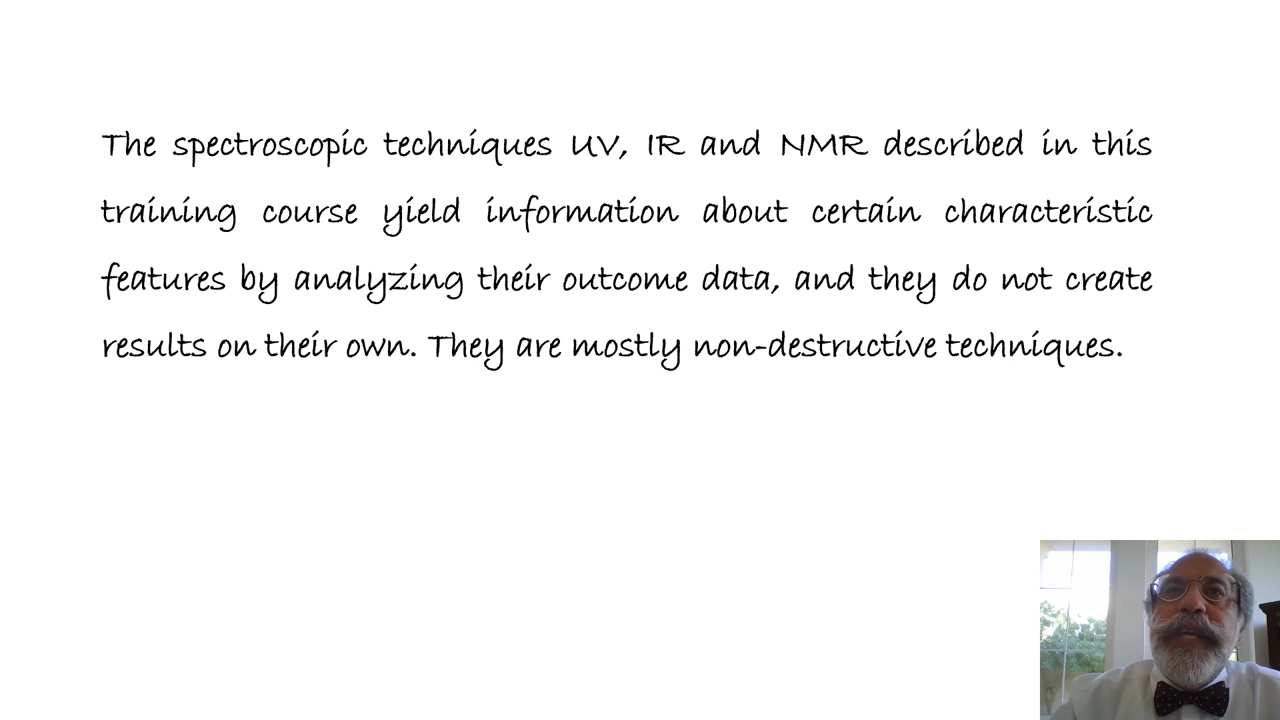 The spectroscopic techniques UV, IR and NMR described in this
training course yield information about certain characteristic
features by analyzing their outcome data, and they do not create
results on their own. They are mostly non-destructive techniques.